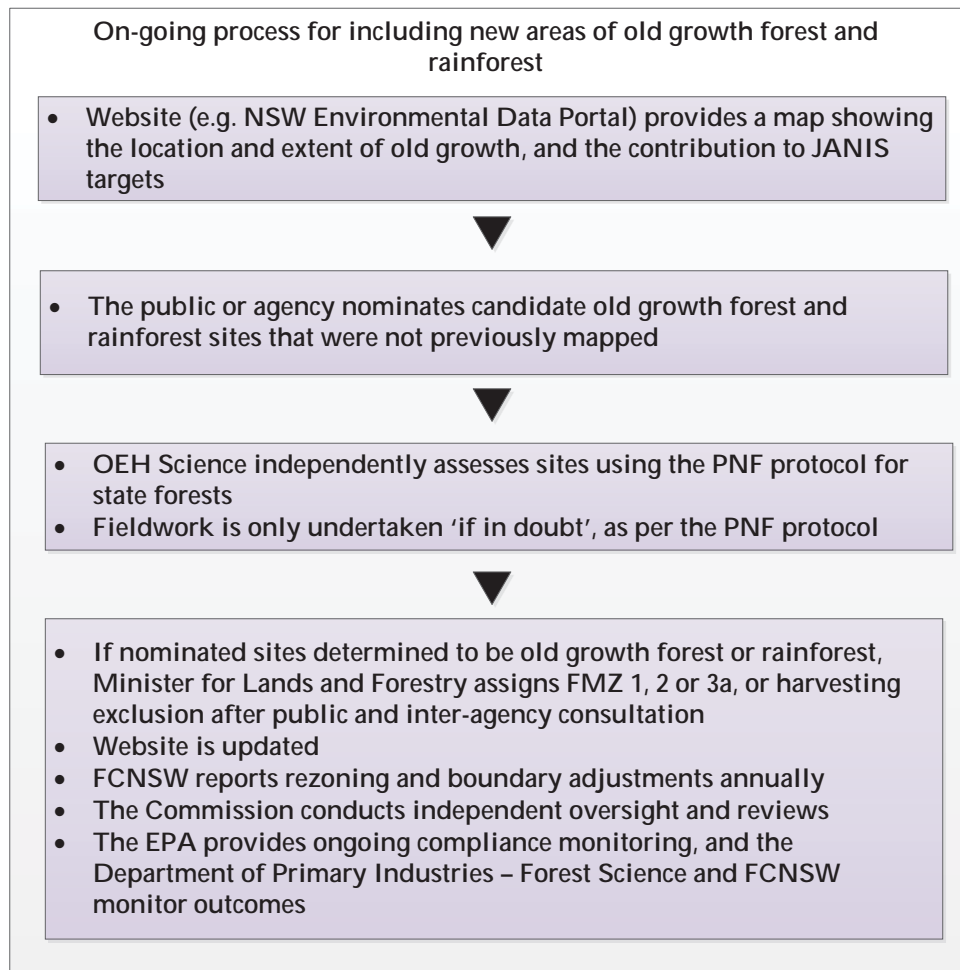 On-going process for including new areas of old growth forest and
rainforest
• Website (e.g. NSW Environmental Data Portal) provides a map showing
the location and extent of old growth, and the contribution to JANIS
targets
• The public or agency nominates candidate old growth forest and
rainforest sites that were not previously mapped
• OEH Science independently assesses sites using the PNF protocol for
state forests
• Fieldwork is only undertaken ‘if in doubt’, as per the PNF protocol
• If nominated sites determined to be old growth forest or rainforest,
Minister for Lands and Forestry assigns FMZ 1, 2 or 3a, or harvesting
exclusion after public and inter-agency consultation
• Website is updated
• FCNSW reports rezoning and boundary adjustments annually
• The Commission conducts independent oversight and reviews
• The EPA provides ongoing compliance monitoring, and the
Department of Primary Industries – Forest Science and FCNSW
monitor outcomes